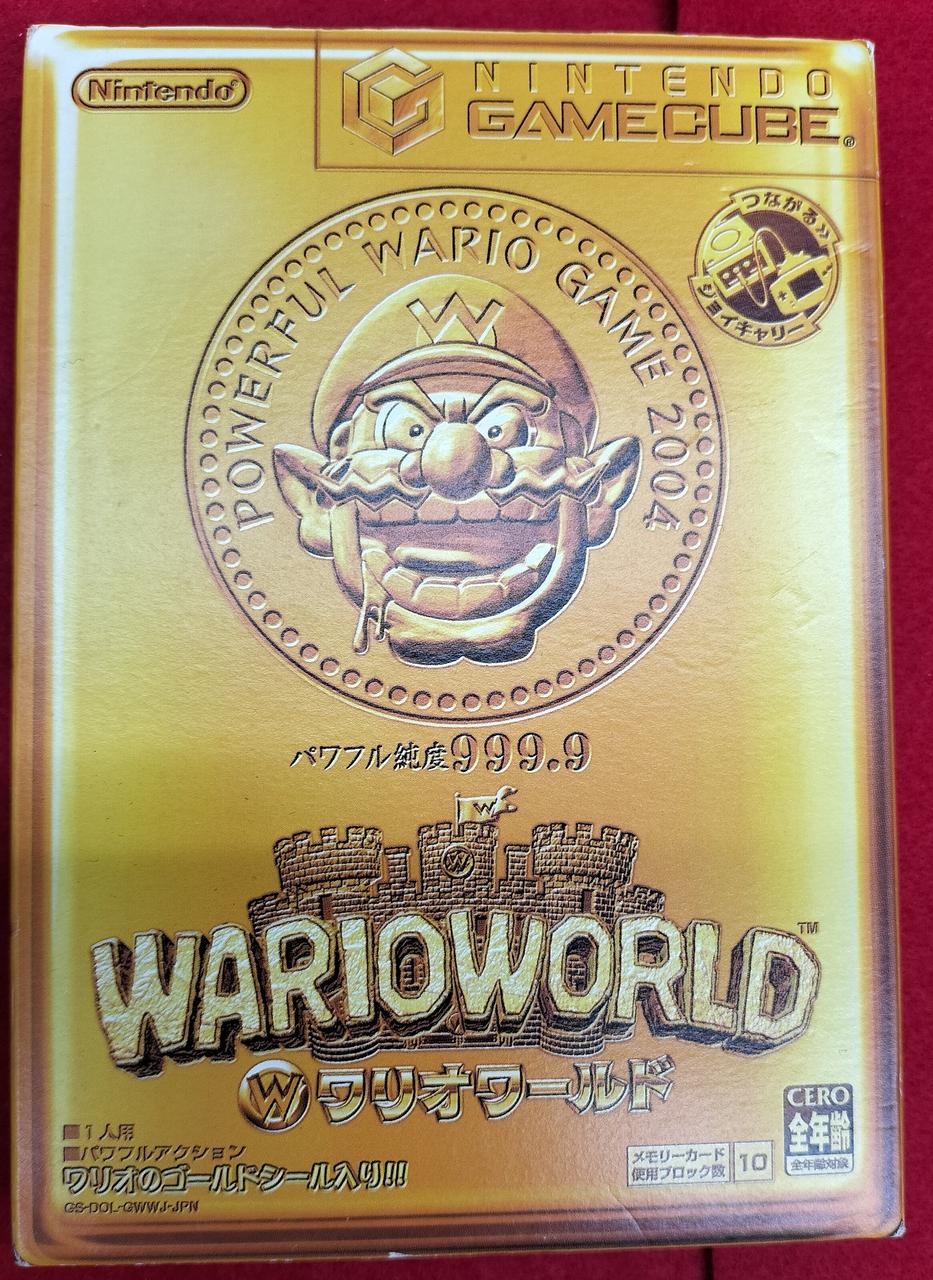 Nintendo®
NINTENDO
GAMECUBE®
つながる»
ジョイキャリー
POWERFUL WARIO GAME 2004
W
パワフル純度999.9
W
W
WARIOWORLD™
W ワリオワールド
■1人用
■パワフルアクション
ワリオのゴールドシール入り!!
GS-DOL-GWWJ-JPN
メモリーカード
使用ブロック数
10
CERO
全年齢
全年齢対象